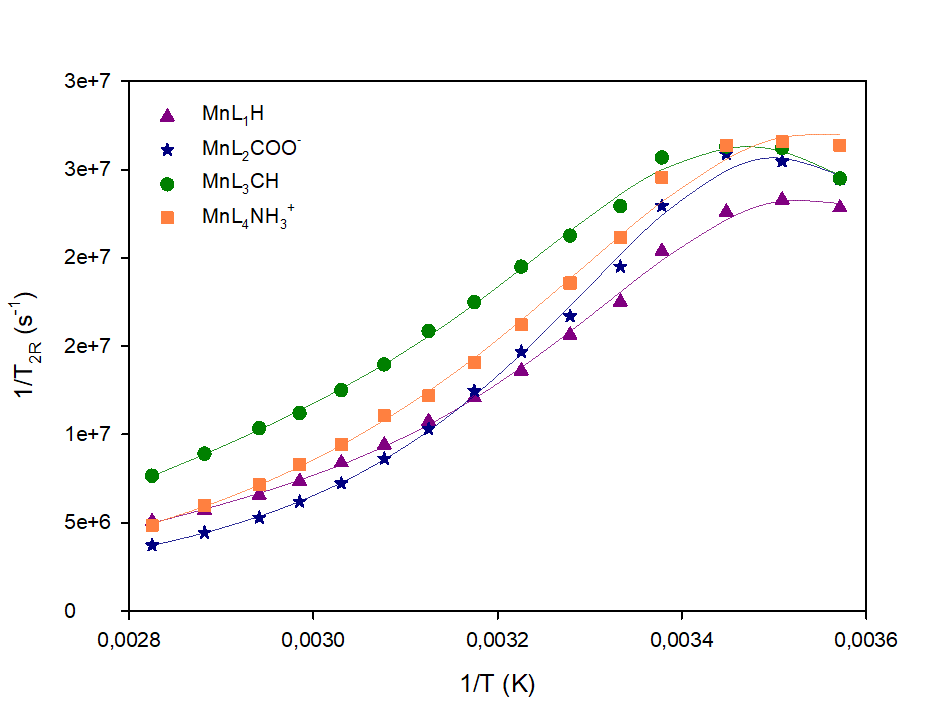 3e+7
3e+7
2e+7
2e+7
1e+7
5e+6
0
1/T2R (s-1)
MnL1H
MnL2COO-
MnL3CH
MnL4NH3+
0,0028 0,0030 0,0032 0,0034 0,0036
1/T (K)